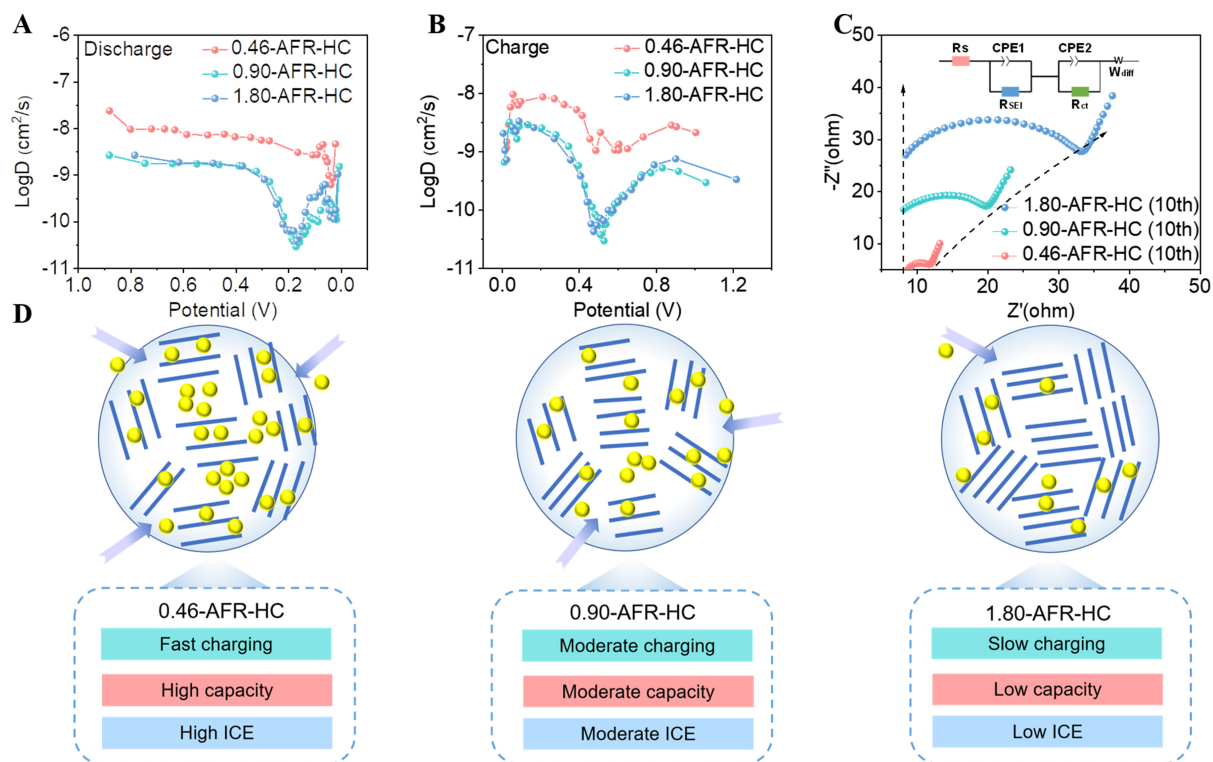 A
Discharge
0.46-AFR-HC
0.90-AFR-HC
1.80-AFR-HC
LogD (cm²/s)
-6
-7
-8
-9
-10
-11
1.0 0.8 0.6 0.4 0.2 0.0
Potential (V)
B
Charge
0.46-AFR-HC
0.90-AFR-HC
1.80-AFR-HC
LogD (cm²/s)
-7
-8
-9
-10
-11
0.0 0.3 0.6 0.9 1.2
Potential (V)
C
Rs CPE1 CPE2
Wdiff
RSEI Rct
-Z"(ohm)
50
40
30
20
10
1.80-AFR-HC (10th)
0.90-AFR-HC (10th)
0.46-AFR-HC (10th)
10 20 30 40 50
Z'(ohm)
D
0.46-AFR-HC
Fast charging
High capacity
High ICE
0.90-AFR-HC
Moderate charging
Moderate capacity
Moderate ICE
1.80-AFR-HC
Slow charging
Low capacity
Low ICE